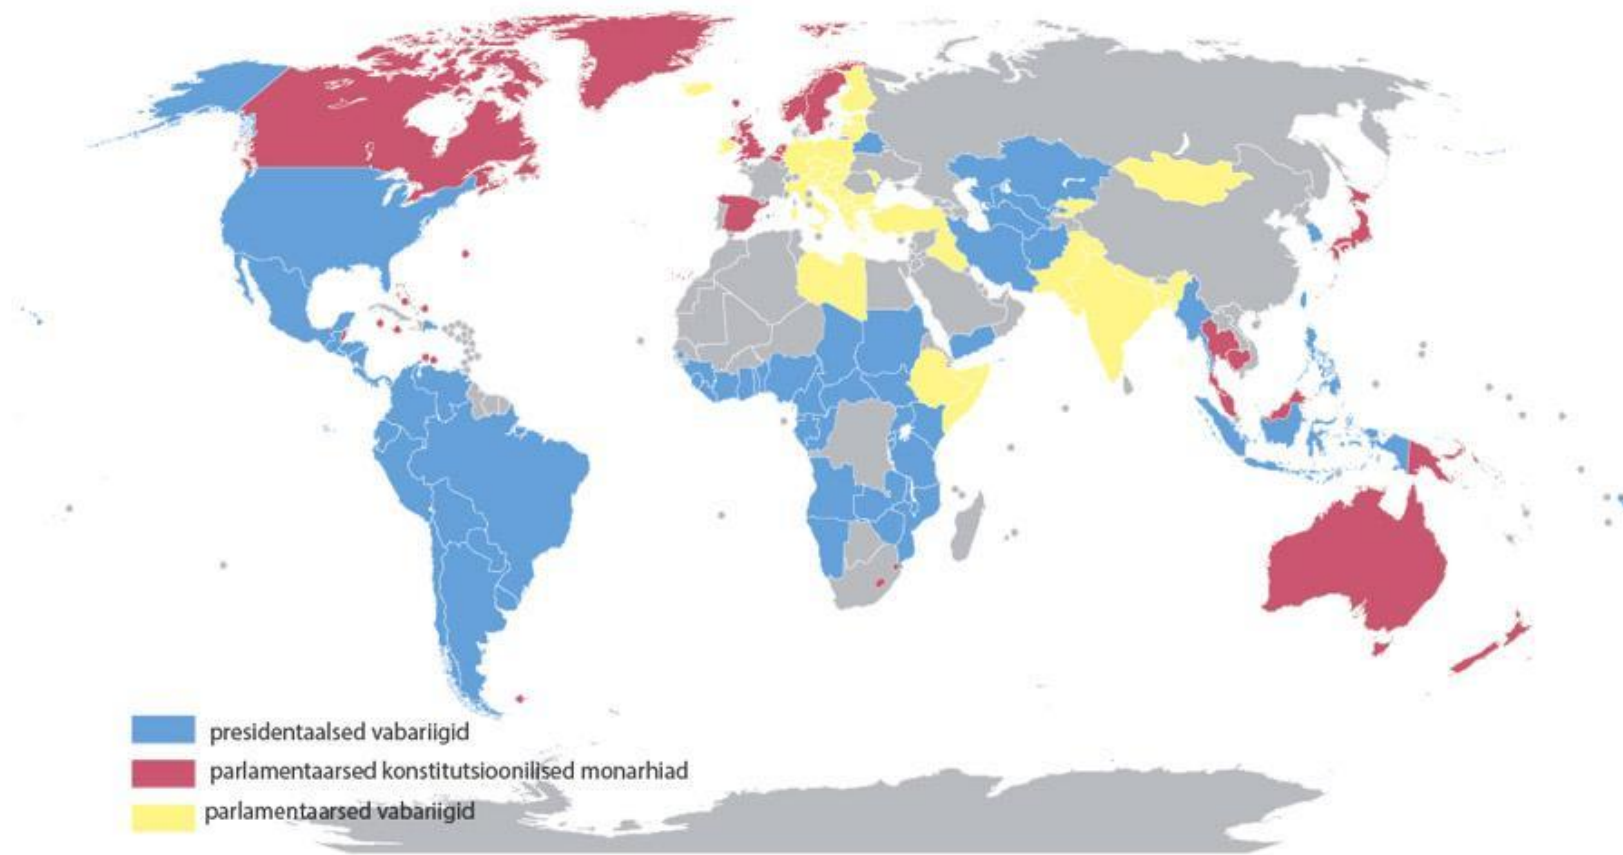 presidentaalsed vabariigid
parlamentaarsed konstitutsioonilised monarhiad
parlamentaarsed vabariigid